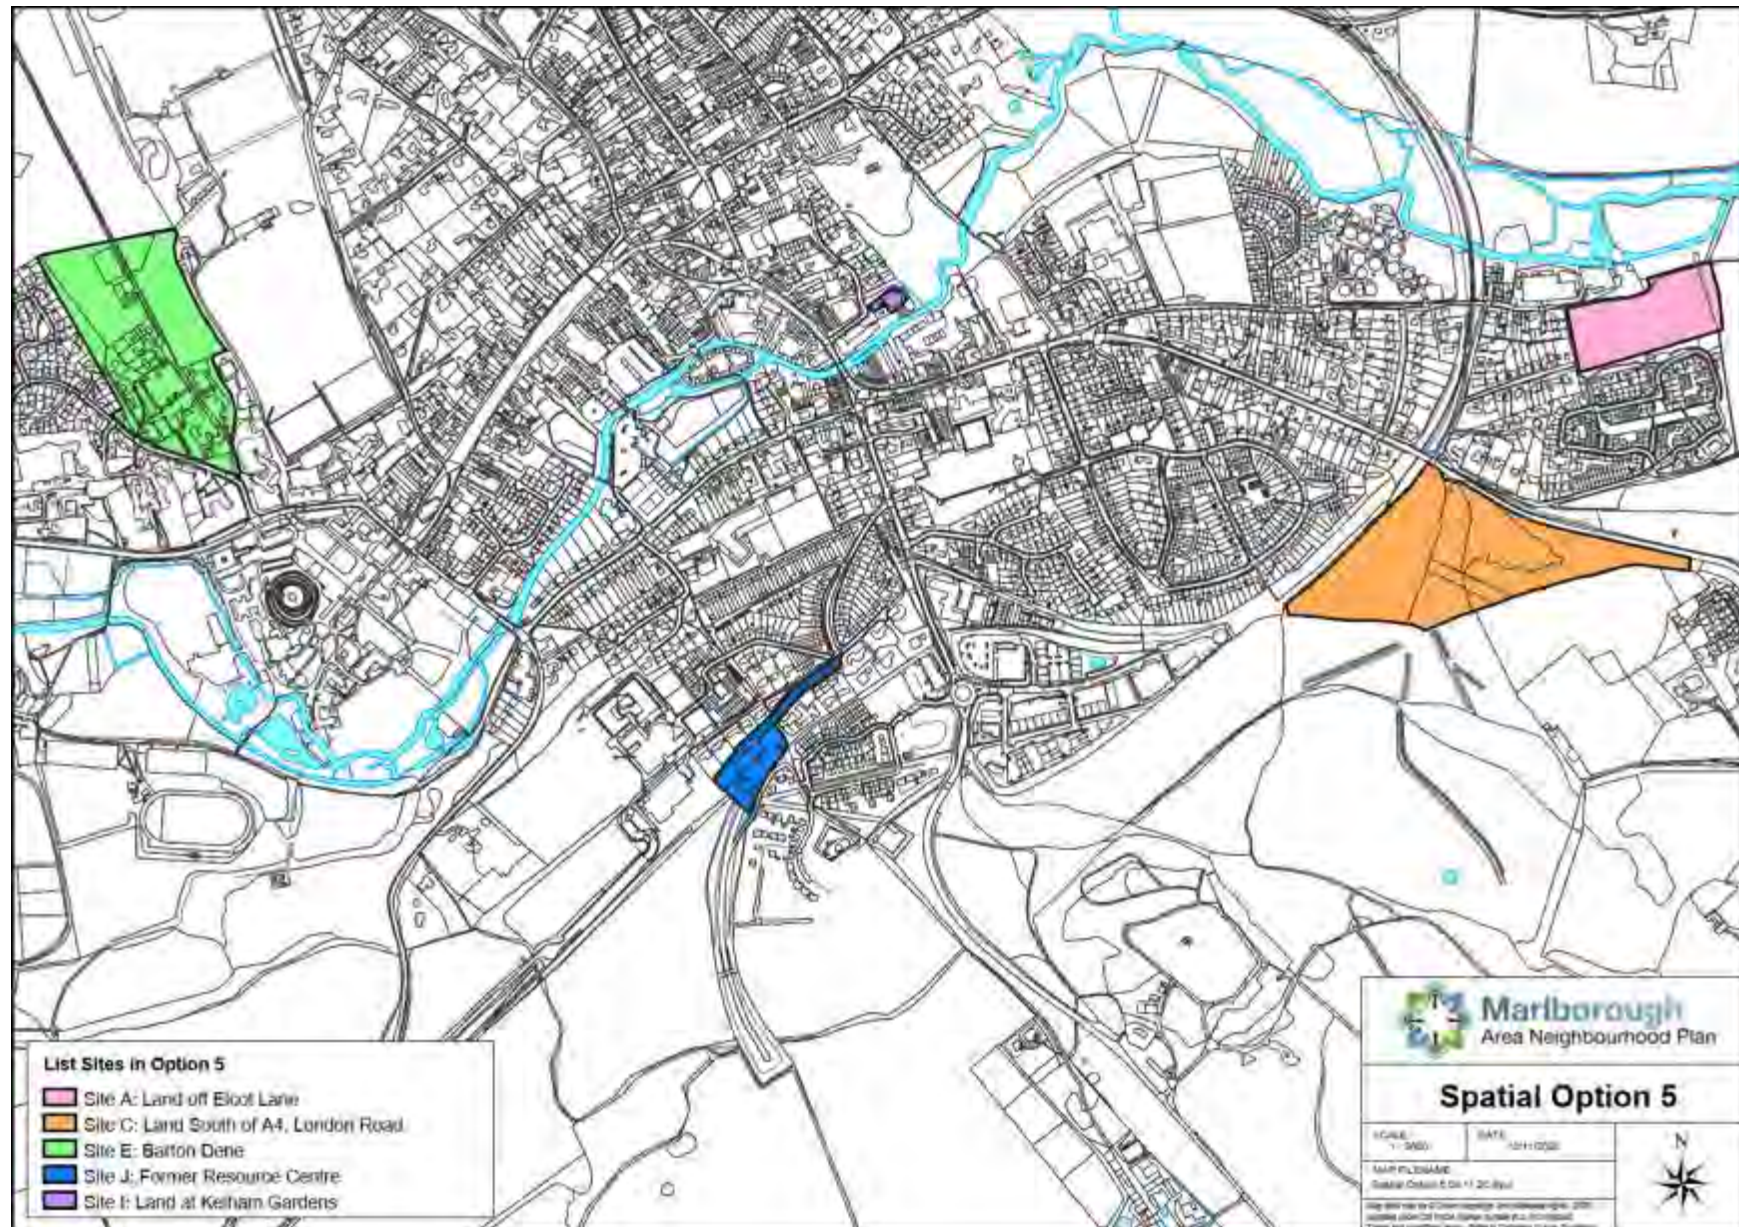 List Sites in Option 5
Site A: Land off Elcot Lane
Site C: Land South of A4, London Road
Site E: Barton Dene
Site J: Former Resource Centre
Site I: Land at Kelham Gardens
Marlborough
Area Neighbourhood Plan
Spatial Option 5
SCALE
DATE
N
MAP FILENAME